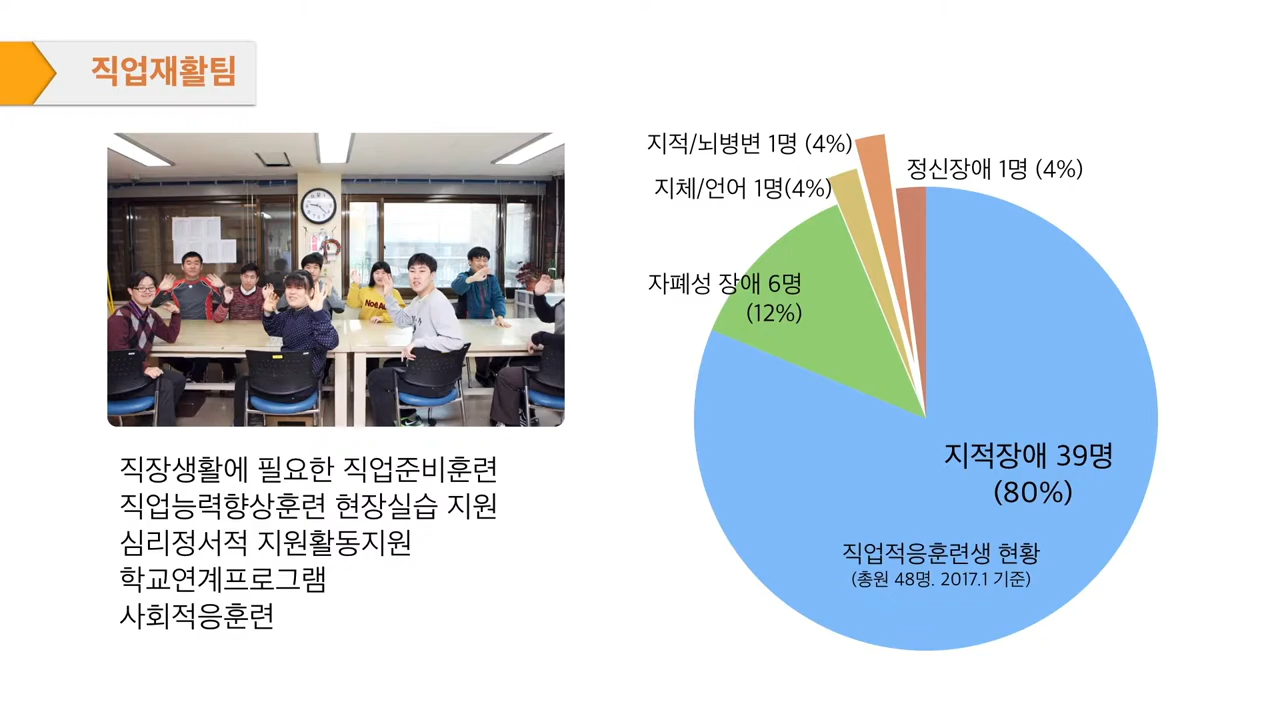 직업재활팀
직장생활에 필요한 직업준비훈련
직업능력향상훈련 현장실습 지원
심리정서적 지원활동지원
학교연계프로그램
사회적응훈련
지적/뇌병변 1명 (4%)
정신장애 1명 (4%)
지체/언어 1명(4%)
자폐성 장애 6명
(12%)
지적장애 39명
(80%)
직업적응훈련생 현황
(총원 48명. 2017.1 기준)